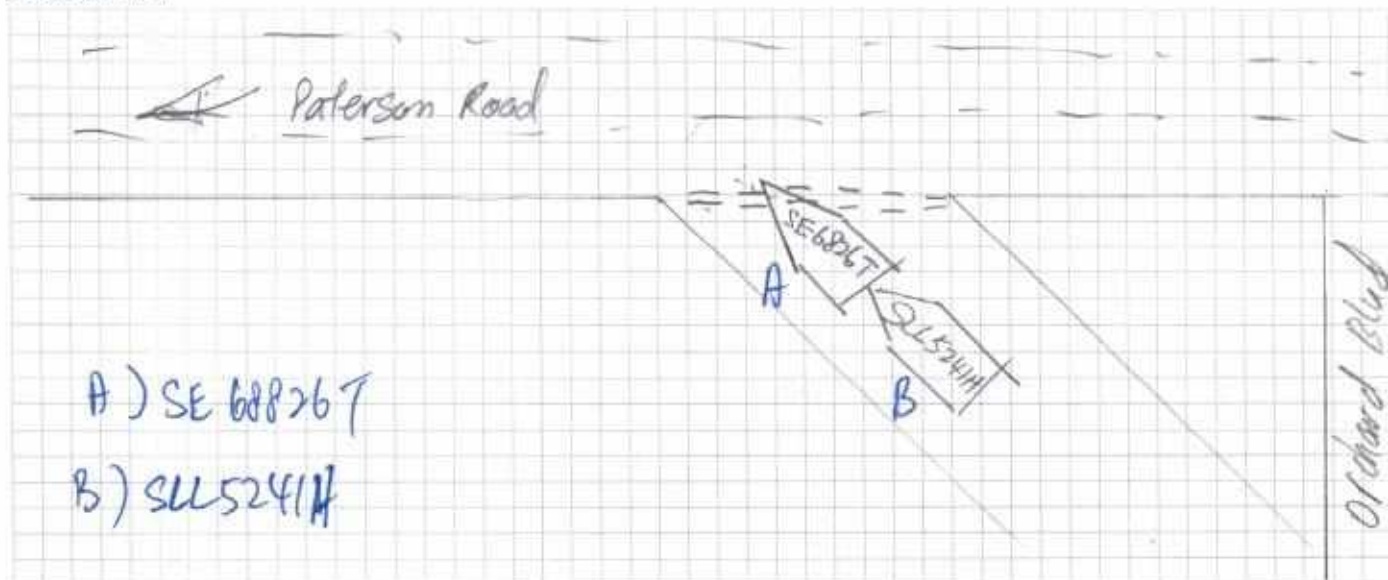 Paterson Road
SE6826T
A
SLL5241H
B
Orchard Blvd
A) SE 68826T
B) SLL5241H